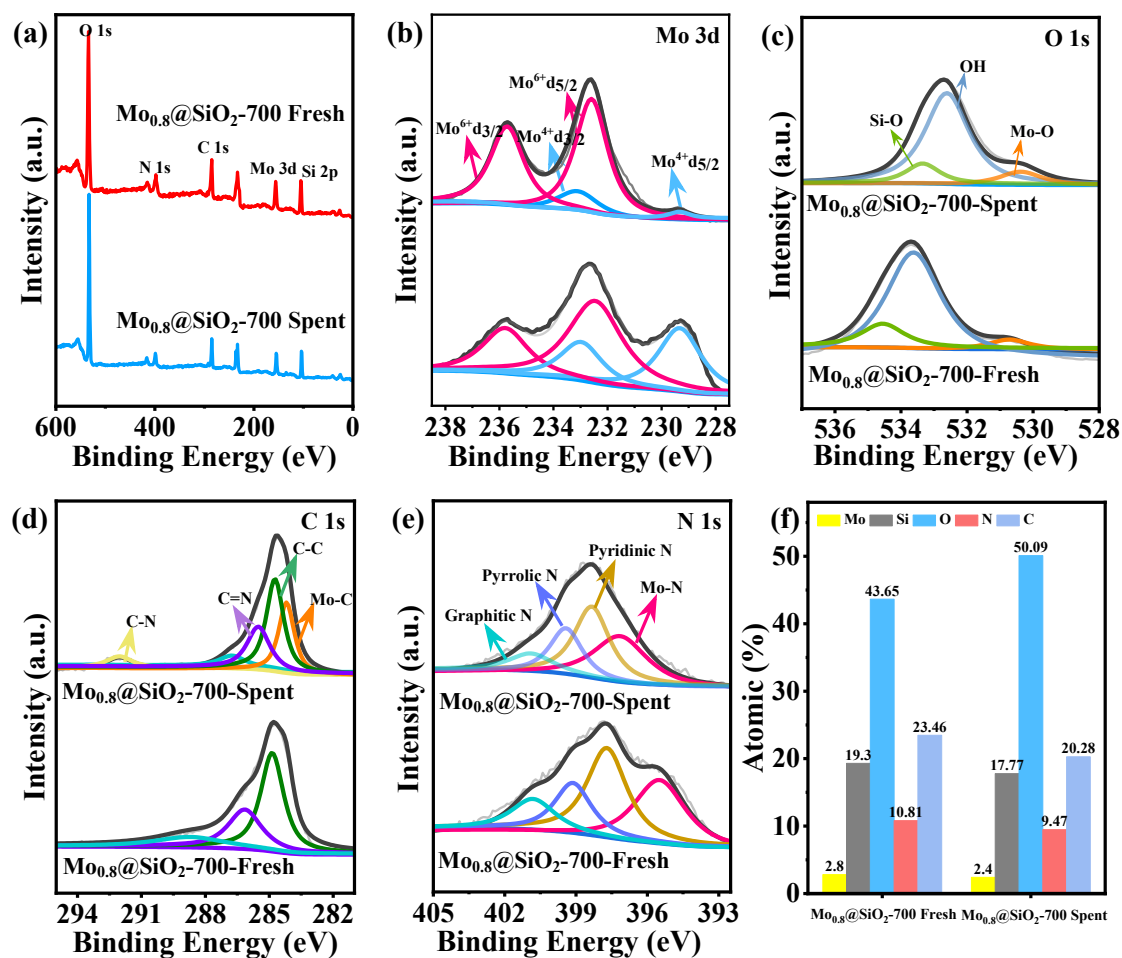 (a)
O 1s
Mo₀.₈@SiO₂-700 Fresh
N 1s
C 1s
Mo 3d
Si 2p
Mo₀.₈@SiO₂-700 Spent
Intensity (a.u.)
600 400 200 0
Binding Energy (eV)
(b)
Mo 3d
Mo⁶⁺d3/2
Mo⁶⁺d5/2
Mo⁴⁺d3/2
Mo⁴⁺d5/2
Intensity (a.u.)
238 236 234 232 230 228
Binding Energy (eV)
(c)
O 1s
OH
Si-O
Mo-O
Mo₀.₈@SiO₂-700-Spent
Mo₀.₈@SiO₂-700-Fresh
Intensity (a.u.)
536 534 532 530 528
Binding Energy (eV)
(d)
C 1s
C-C
C=N
Mo-C
C-N
Mo₀.₈@SiO₂-700-Spent
Mo₀.₈@SiO₂-700-Fresh
Intensity (a.u.)
294 291 288 285 282
Binding Energy (eV)
(e)
N 1s
Pyridinic N
Pyrrolic N
Mo-N
Graphitic N
Mo₀.₈@SiO₂-700-Spent
Mo₀.₈@SiO₂-700-Fresh
Intensity (a.u.)
405 402 399 396 393
Binding Energy (eV)
(f)
Mo Si O N C
Atomic (%)
50
40
30
20
10
0
2.8
19.3
43.65
10.81
23.46
2.4
17.77
50.09
9.47
20.28
Mo₀.₈@SiO₂-700 Fresh
Mo₀.₈@SiO₂-700 Spent